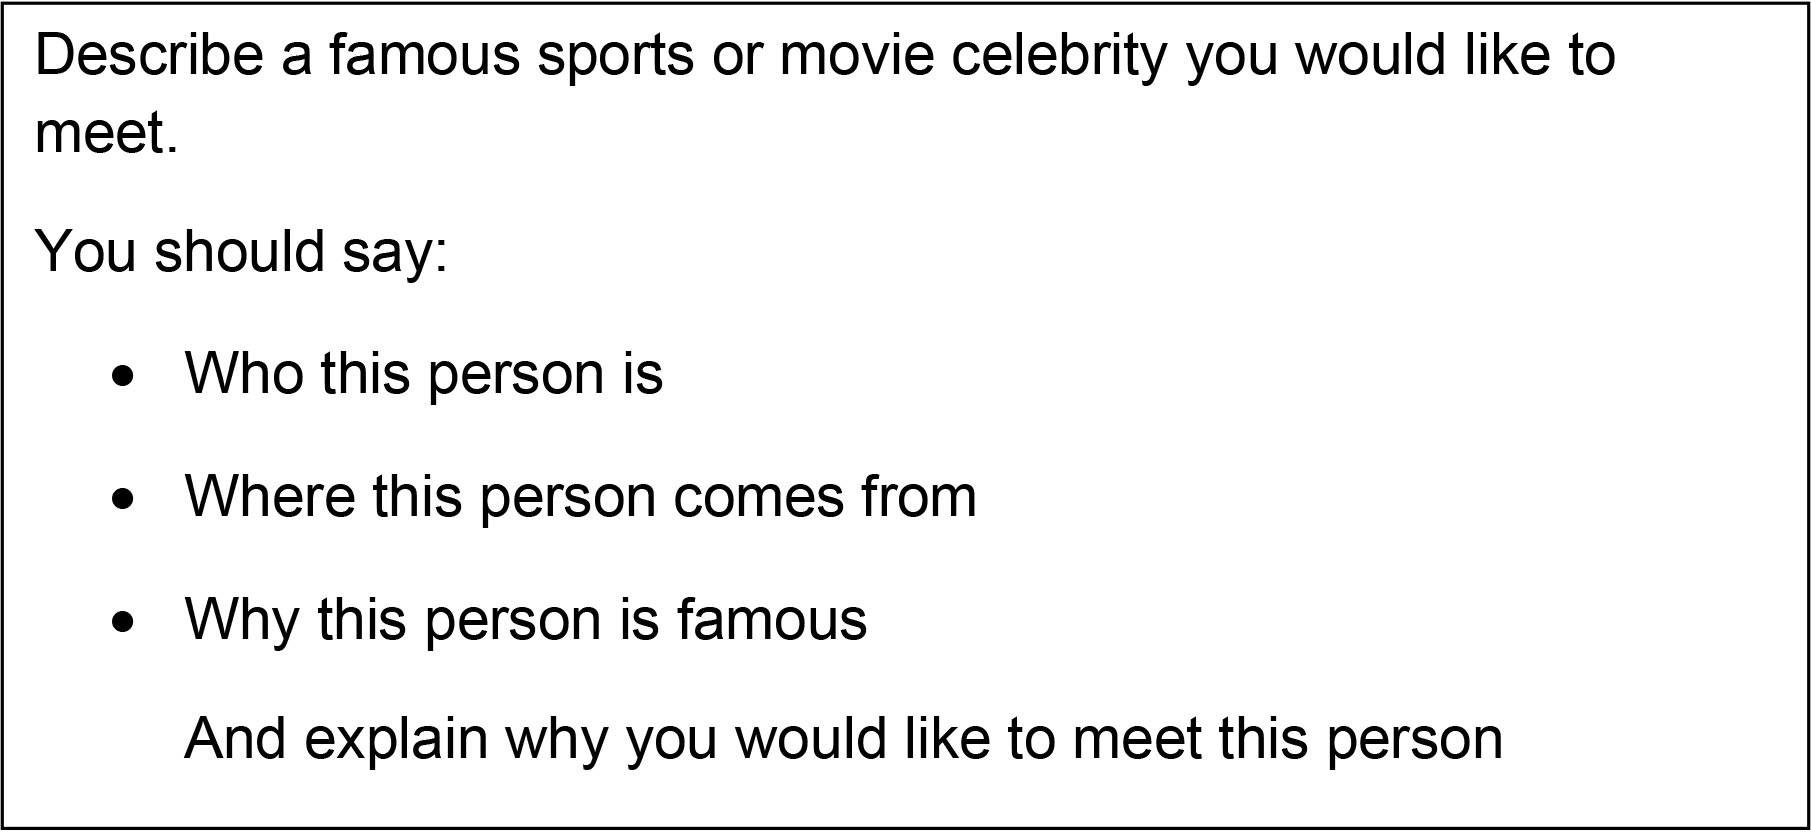 Describe a famous sports or movie celebrity you would like to
meet.
You should say:
• Who this person is
• Where this person comes from
• Why this person is famous
And explain why you would like to meet this person